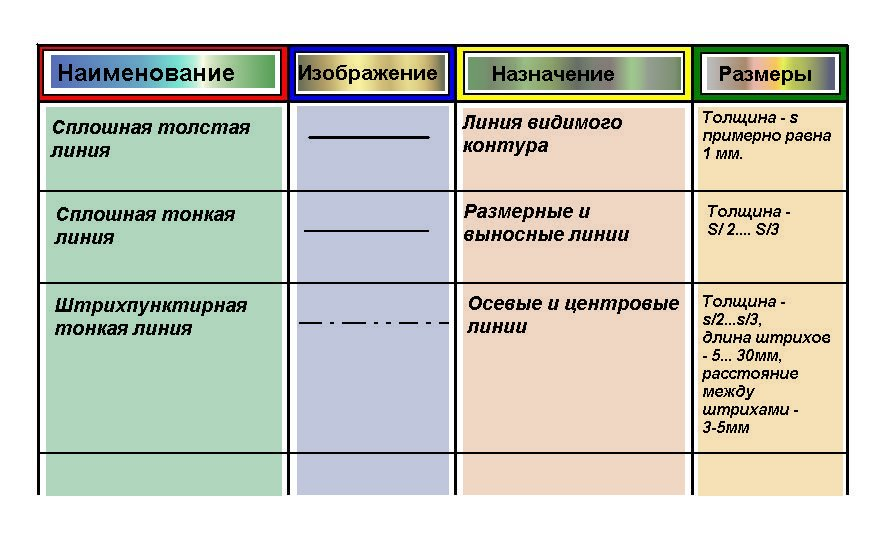 Наименование
Изображение
Назначение
Размеры
Сплошная толстая
линия
Линия видимого
контура
Толщина - s
примерно равна
1 мм.
Сплошная тонкая
линия
Размерные и
выносные линии
Толщина -
S/ 2.... S/3
Штрихпунктирная
тонкая линия
Осевые и центровые
линии
Толщина -
s/2...s/3,
длина штрихов
- 5... 30мм,
расстояние
между
штрихами -
3-5мм